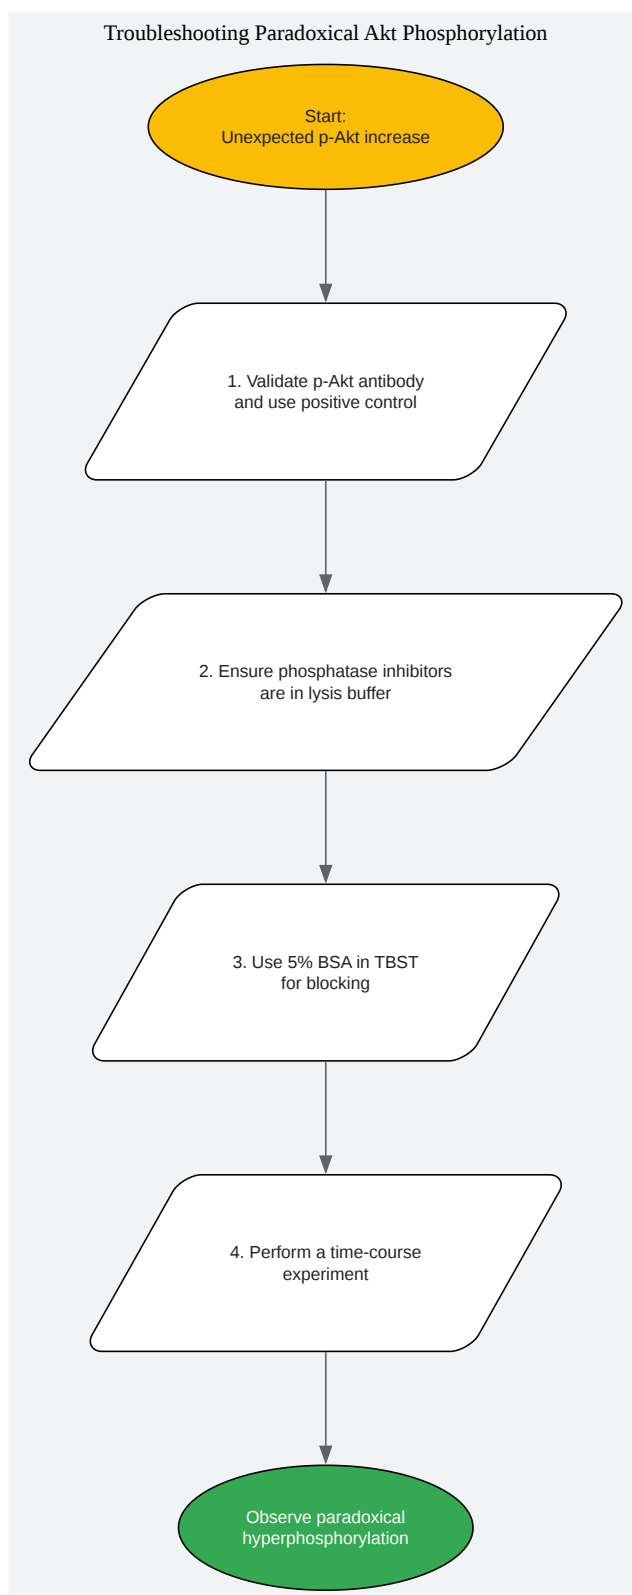 Troubleshooting Paradoxical Akt Phosphorylation
Start:
Unexpected p-Akt increase
1. Validate p-Akt antibody
and use positive control
2. Ensure phosphatase inhibitors
are in lysis buffer
3. Use 5% BSA in TBST
for blocking
4. Perform a time-course
experiment
Observe paradoxical
hyperphosphorylation